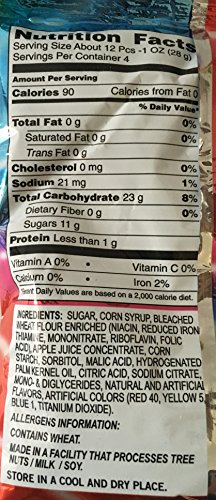 Nutrition Facts
Serving Size About 12 Pcs -1 OZ (28 g)
Servings Per Container 4
Amount Per Serving
Calories 90 Calories from Fat 0
% Daily Value*
Total Fat 0 g 0%
Saturated Fat 0 g 0%
Trans Fat 0 g
Cholesterol 0 mg 0%
Sodium 21 mg 1%
Total Carbohydrate 23 g 8%
Dietary Fiber 0 g 0%
Sugars 11 g
Protein Less than 1 g
Vitamin A 0% • Vitamin C 0%
Calcium 0% • Iron 2%
Daily Values are based on a 2,000 calorie diet.
INGREDIENTS: SUGAR, CORN SYRUP, BLEACHED
WHEAT FLOUR ENRICHED (NIACIN, REDUCED IRON
THIAMINE, MONONITRATE, RIBOFLAVIN, FOLIC
ACID), APPLE JUICE CONCENTRATE, CORN
STARCH, SORBITOL, MALIC ACID, HYDROGENATED
PALM KERNEL OIL, CITRIC ACID, SODIUM CITRATE,
MONO- & DIGLYCERIDES, NATURAL AND ARTIFICIAL
FLAVORS, ARTIFICIAL COLORS (RED 40, YELLOW 5,
BLUE 1, TITANIUM DIOXIDE).
ALLERGENS INFORMATION:
CONTAINS WHEAT.
MADE IN A FACILITY THAT PROCESSES TREE
NUTS / MILK / SOY.
STORE IN A COOL AND DRY PLACE.